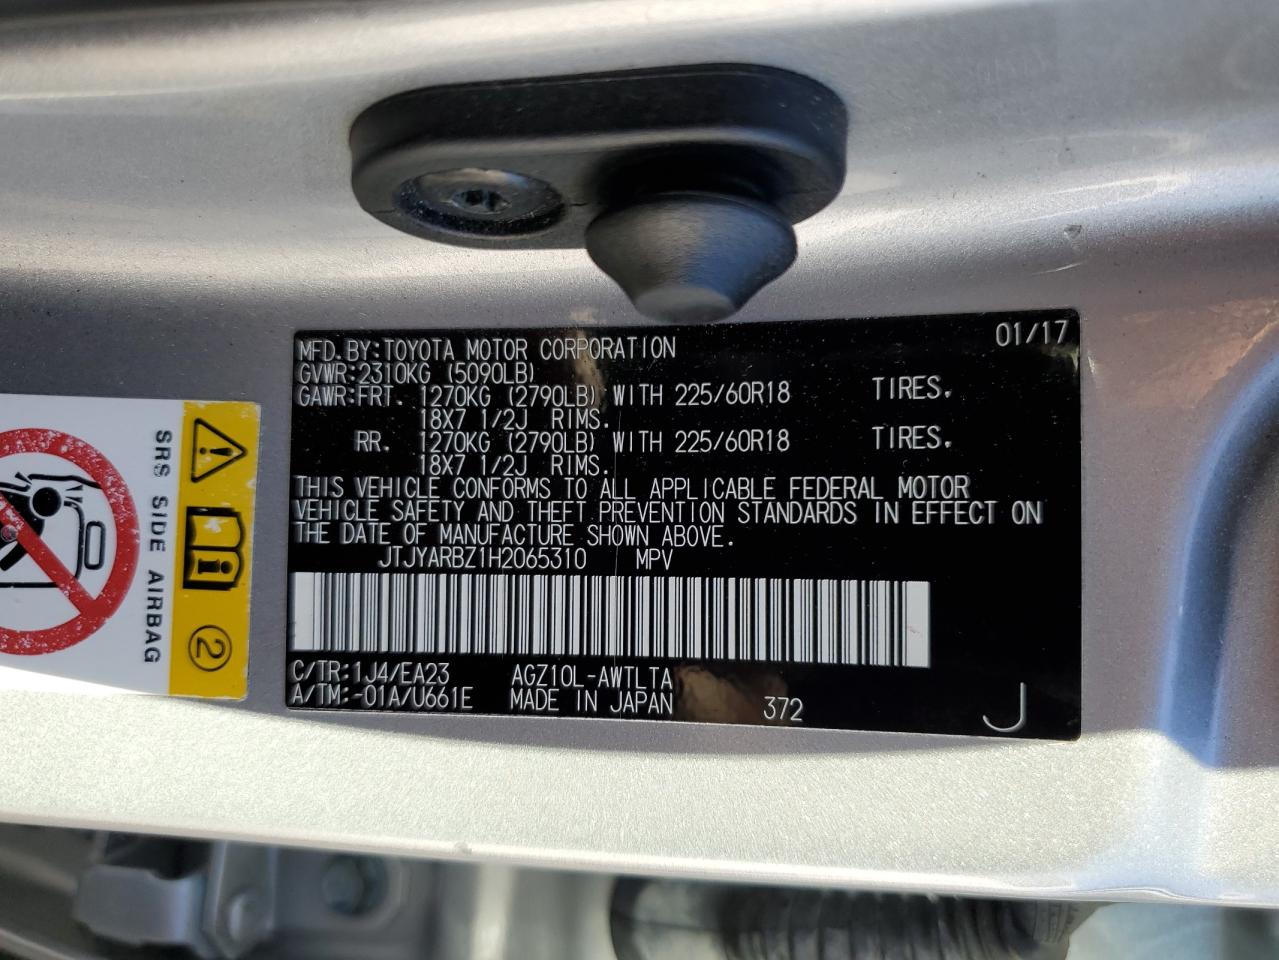 MFD.BY:TOYOTA MOTOR CORPORATION 01/17
GVWR:2310KG (5090LB)
GAWR:FRT. 1270KG (2790LB) WITH 225/60R18 TIRES.
18X7 1/2J RIMS.
RR. 1270KG (2790LB) WITH 225/60R18 TIRES.
18X7 1/2J RIMS.
THIS VEHICLE CONFORMS TO ALL APPLICABLE FEDERAL MOTOR
VEHICLE SAFETY AND THEFT PREVENTION STANDARDS IN EFFECT ON
THE DATE OF MANUFACTURE SHOWN ABOVE.
JTJYARBZ1H2065310 MPV
C/TR:1J4/EA23 AGZ10L-AWTLTA
A/TM:-01A/U661E MADE IN JAPAN 372 J
SRS SIDE AIRBAG
2